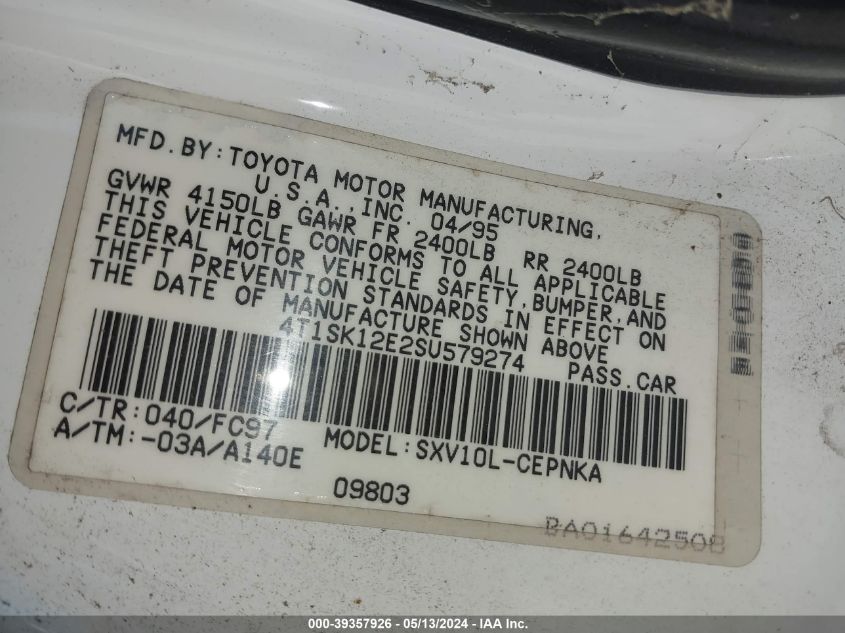 MFD.BY:TOYOTA MOTOR MANUFACTURING,
U.S.A.,INC. 04/95
GVWR 4150LB GAWR FR 2400LB RR 2400LB
THIS VEHICLE CONFORMS TO ALL APPLICABLE
FEDERAL MOTOR VEHICLE SAFETY,BUMPER,AND
THEFT PREVENTION STANDARDS IN EFFECT ON
THE DATE OF MANUFACTURE SHOWN ABOVE
4T1SK12E2SU579274 PASS.CAR
C/TR:040/FC97
A/TM:-03A/A140E MODEL:SXV10L-CEPNKA
09803
BA01642508
000-39357926 - 05/13/2024 - IAA Inc.